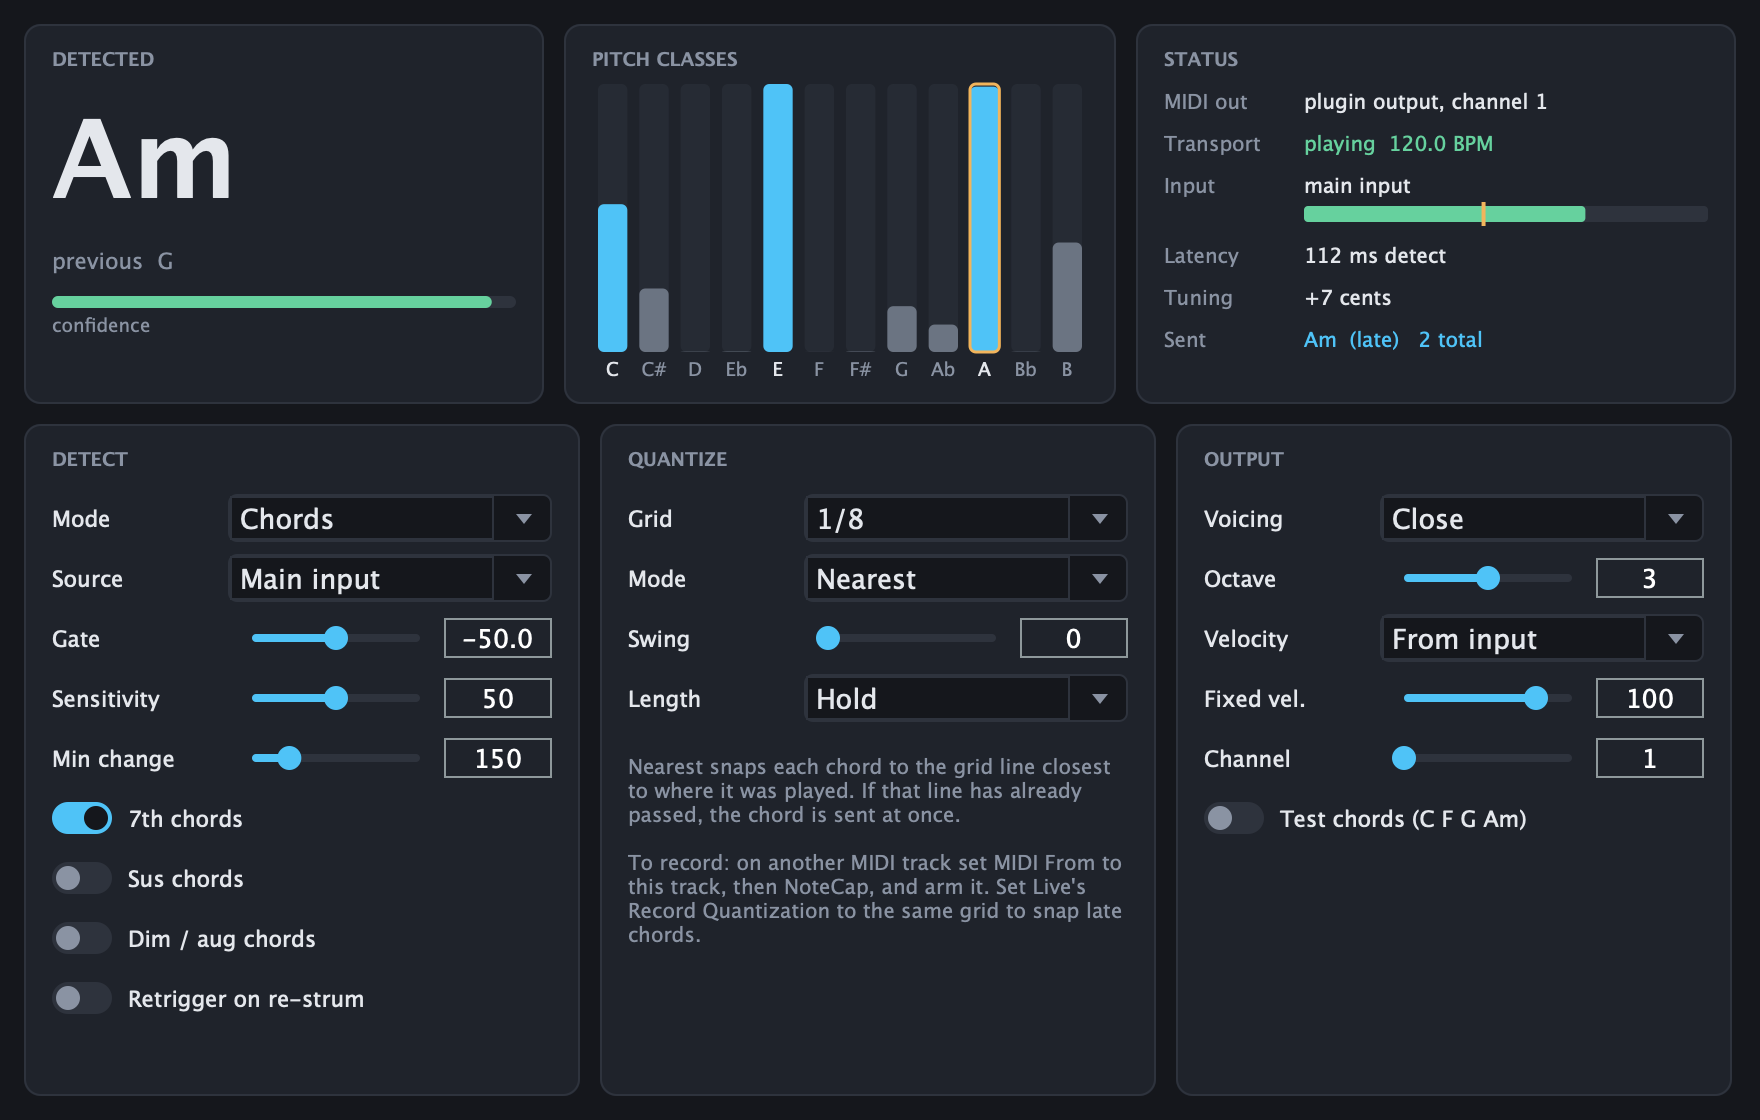 DETECTED
Am
previous G
confidence
PITCH CLASSES
C C# D Eb E F F# G Ab A Bb B
STATUS
MIDI out plugin output, channel 1
Transport playing 120.0 BPM
Input main input
Latency 112 ms detect
Tuning +7 cents
Sent Am (late) 2 total
DETECT
Mode Chords
Source Main input
Gate -50.0
Sensitivity 50
Min change 150
7th chords
Sus chords
Dim / aug chords
Retrigger on re-strum
QUANTIZE
Grid 1/8
Mode Nearest
Swing 0
Length Hold
Nearest snaps each chord to the grid line closest
to where it was played. If that line has already
passed, the chord is sent at once.
To record: on another MIDI track set MIDI From to
this track, then NoteCap, and arm it. Set Live's
Record Quantization to the same grid to snap late
chords.
OUTPUT
Voicing Close
Octave 3
Velocity From input
Fixed vel. 100
Channel 1
Test chords (C F G Am)